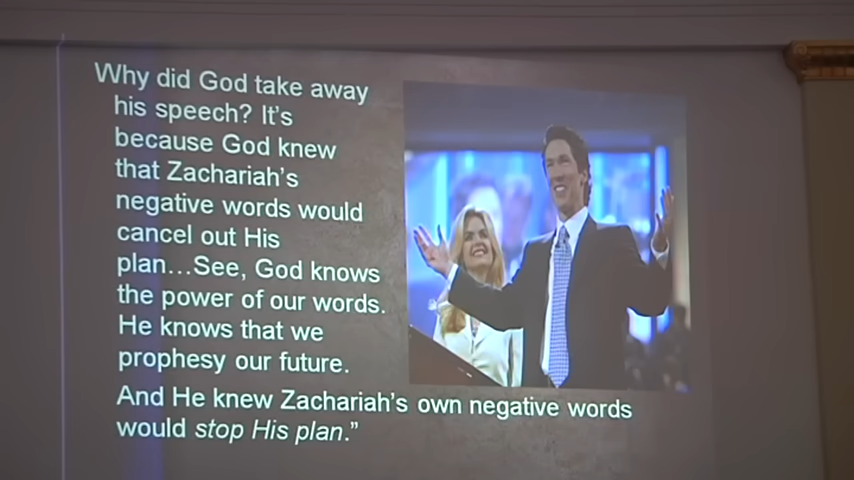 Why did God take away
his speech? It's
because God knew
that Zachariah's
negative words would
cancel out His
plan…See, God knows
the power of our words.
He knows that we
prophesy our future.
And He knew Zachariah's own negative words
would stop His plan.”